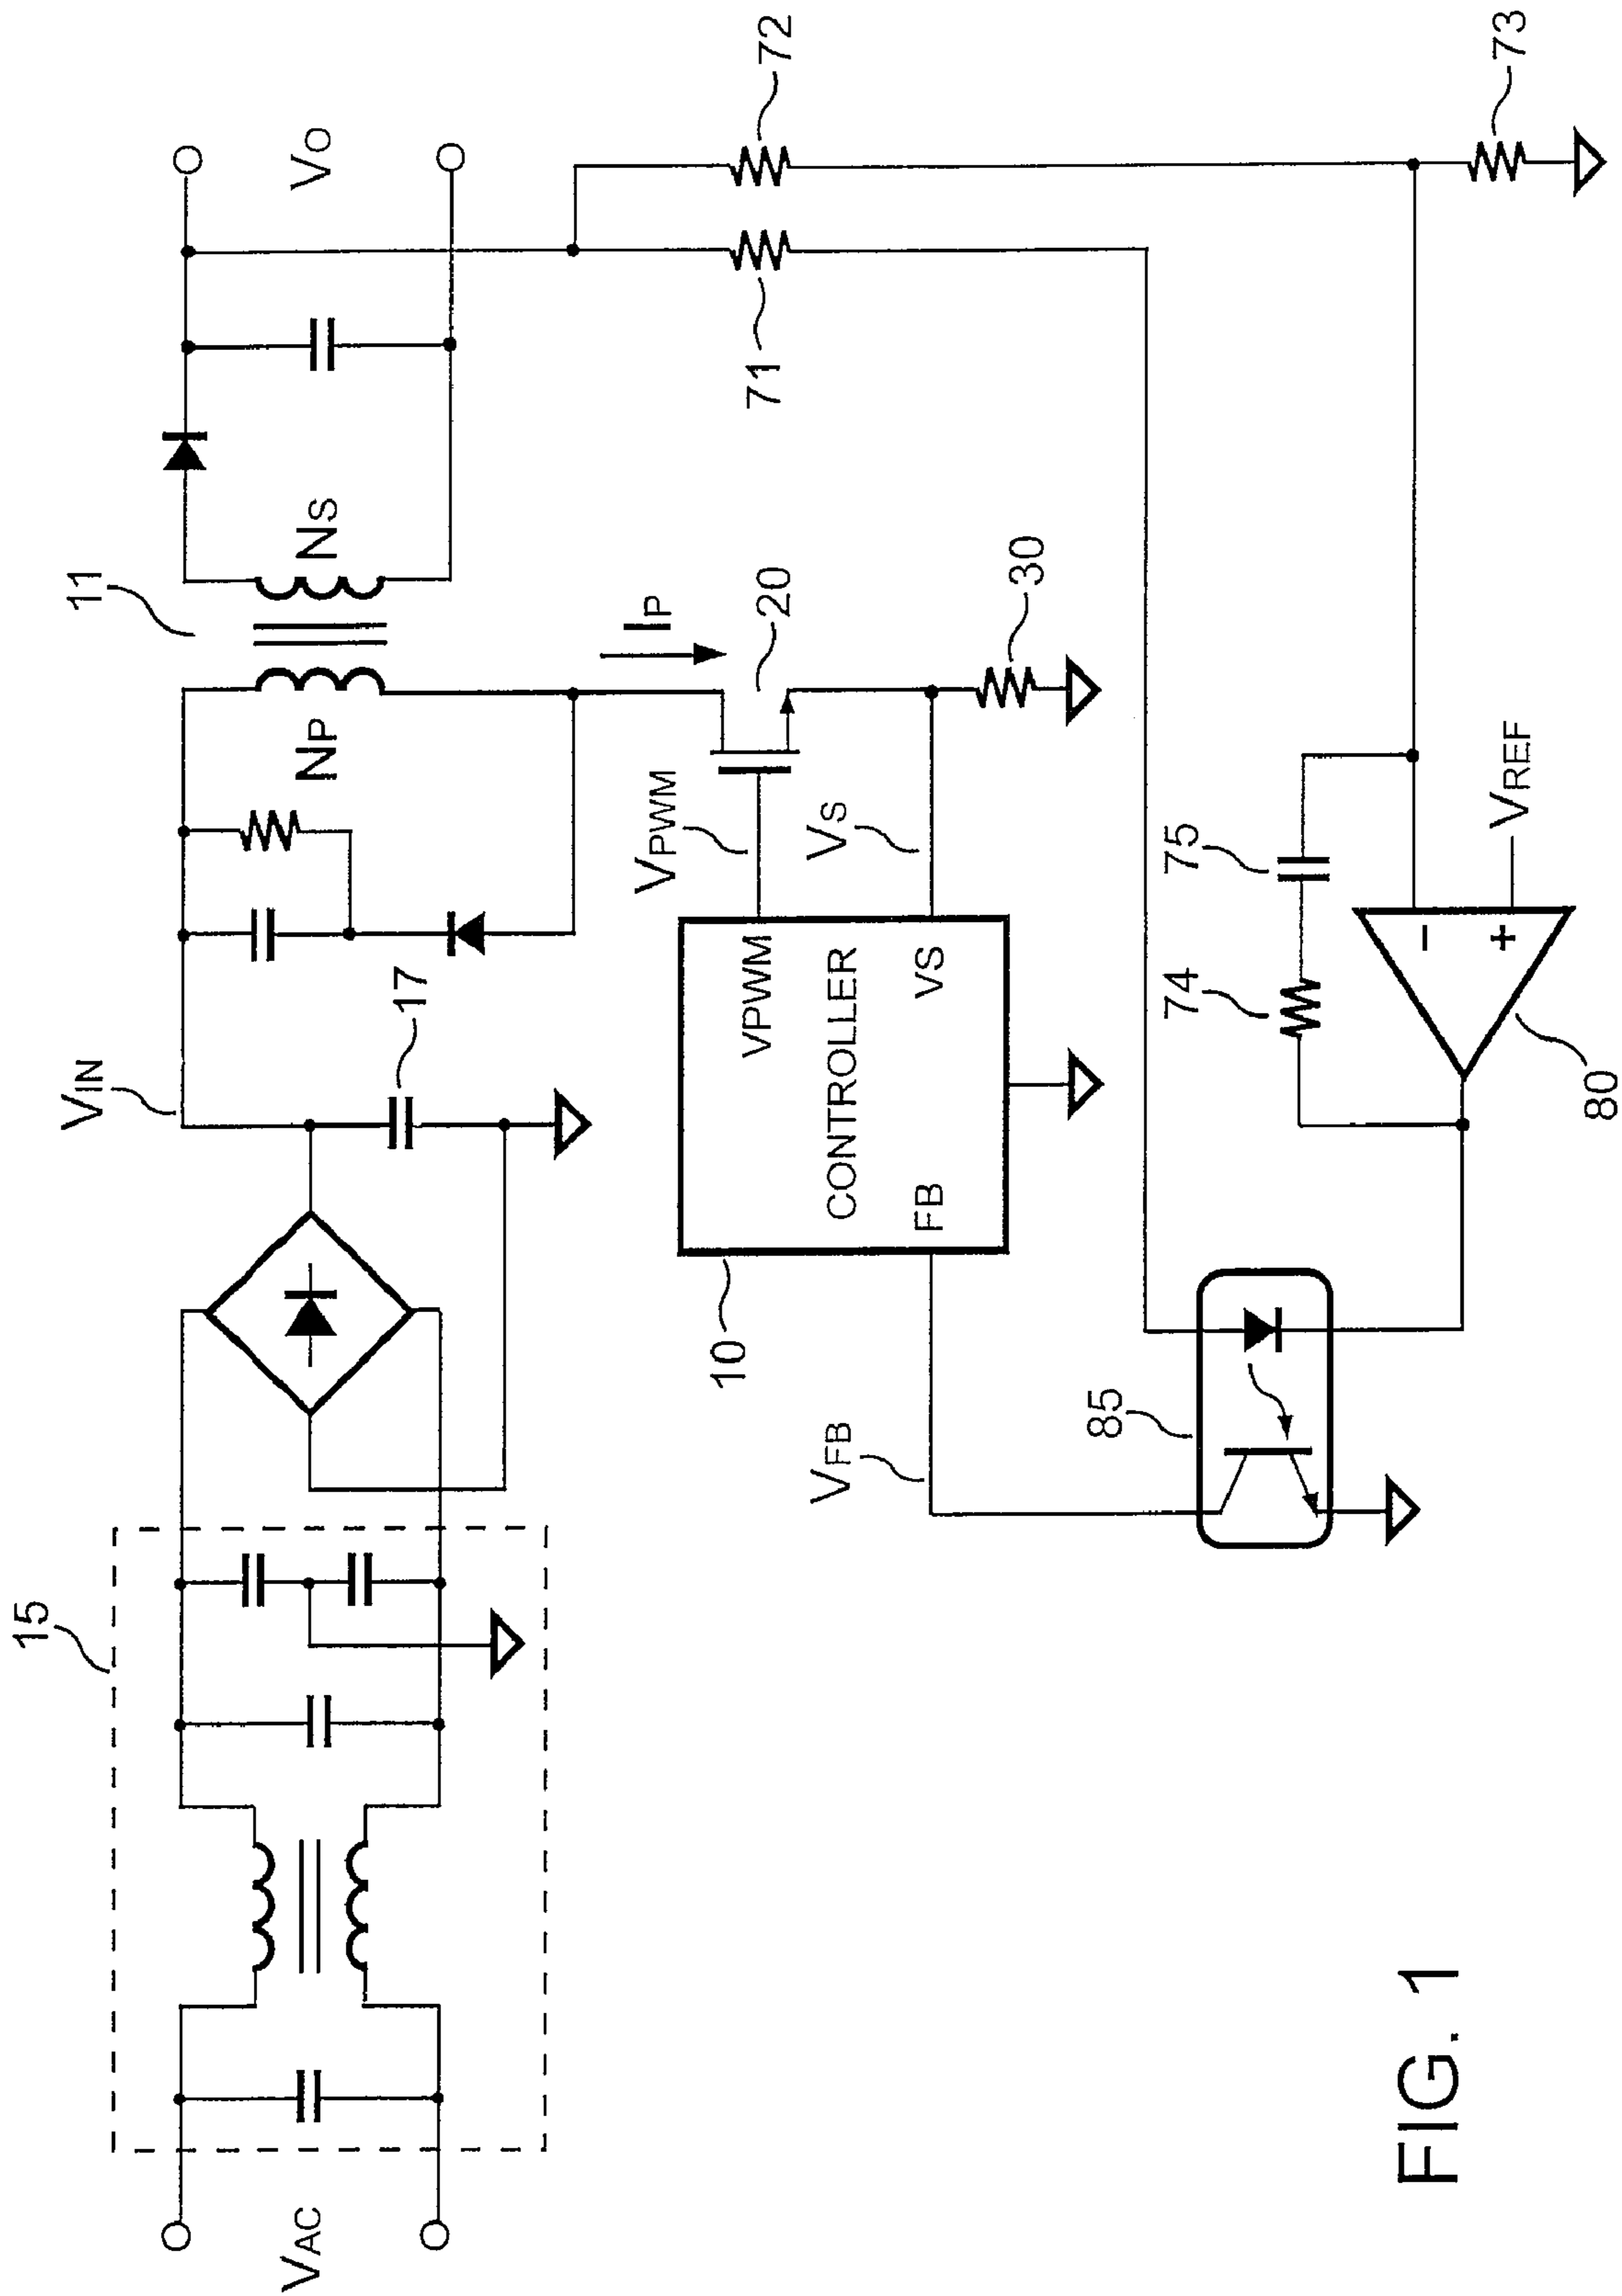 11
VIN
NP
NS
VO
15
VAC
17
IP
20
VPWM
VS
30
VPWM
CONTROLLER
VS
FB
10
71
72
73
VFB
85
74
75
VREF
−
+
80
FIG. 1